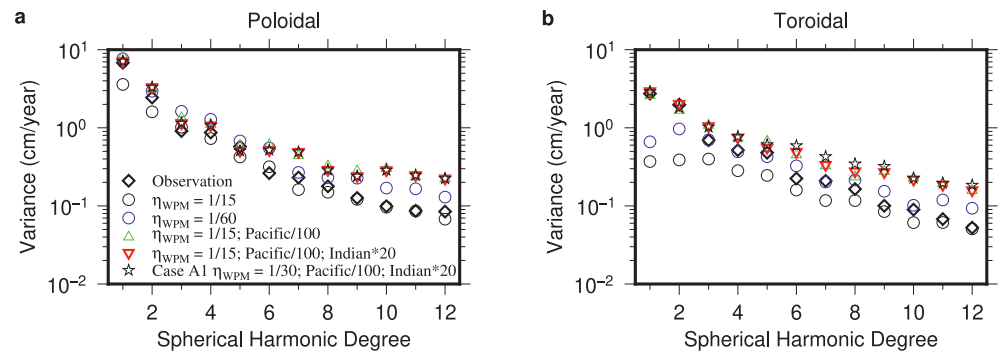 a
Poloidal
10^1
10^0
10^−1
10^−2
Variance (cm/year)
Observation
η_WPM = 1/15
η_WPM = 1/60
η_WPM = 1/15; Pacific/100
η_WPM = 1/15; Pacific/100; Indian*20
Case A1 η_WPM = 1/30; Pacific/100; Indian*20
2 4 6 8 10 12
Spherical Harmonic Degree
b
Toroidal
10^1
10^0
10^−1
10^−2
Variance (cm/year)
2 4 6 8 10 12
Spherical Harmonic Degree